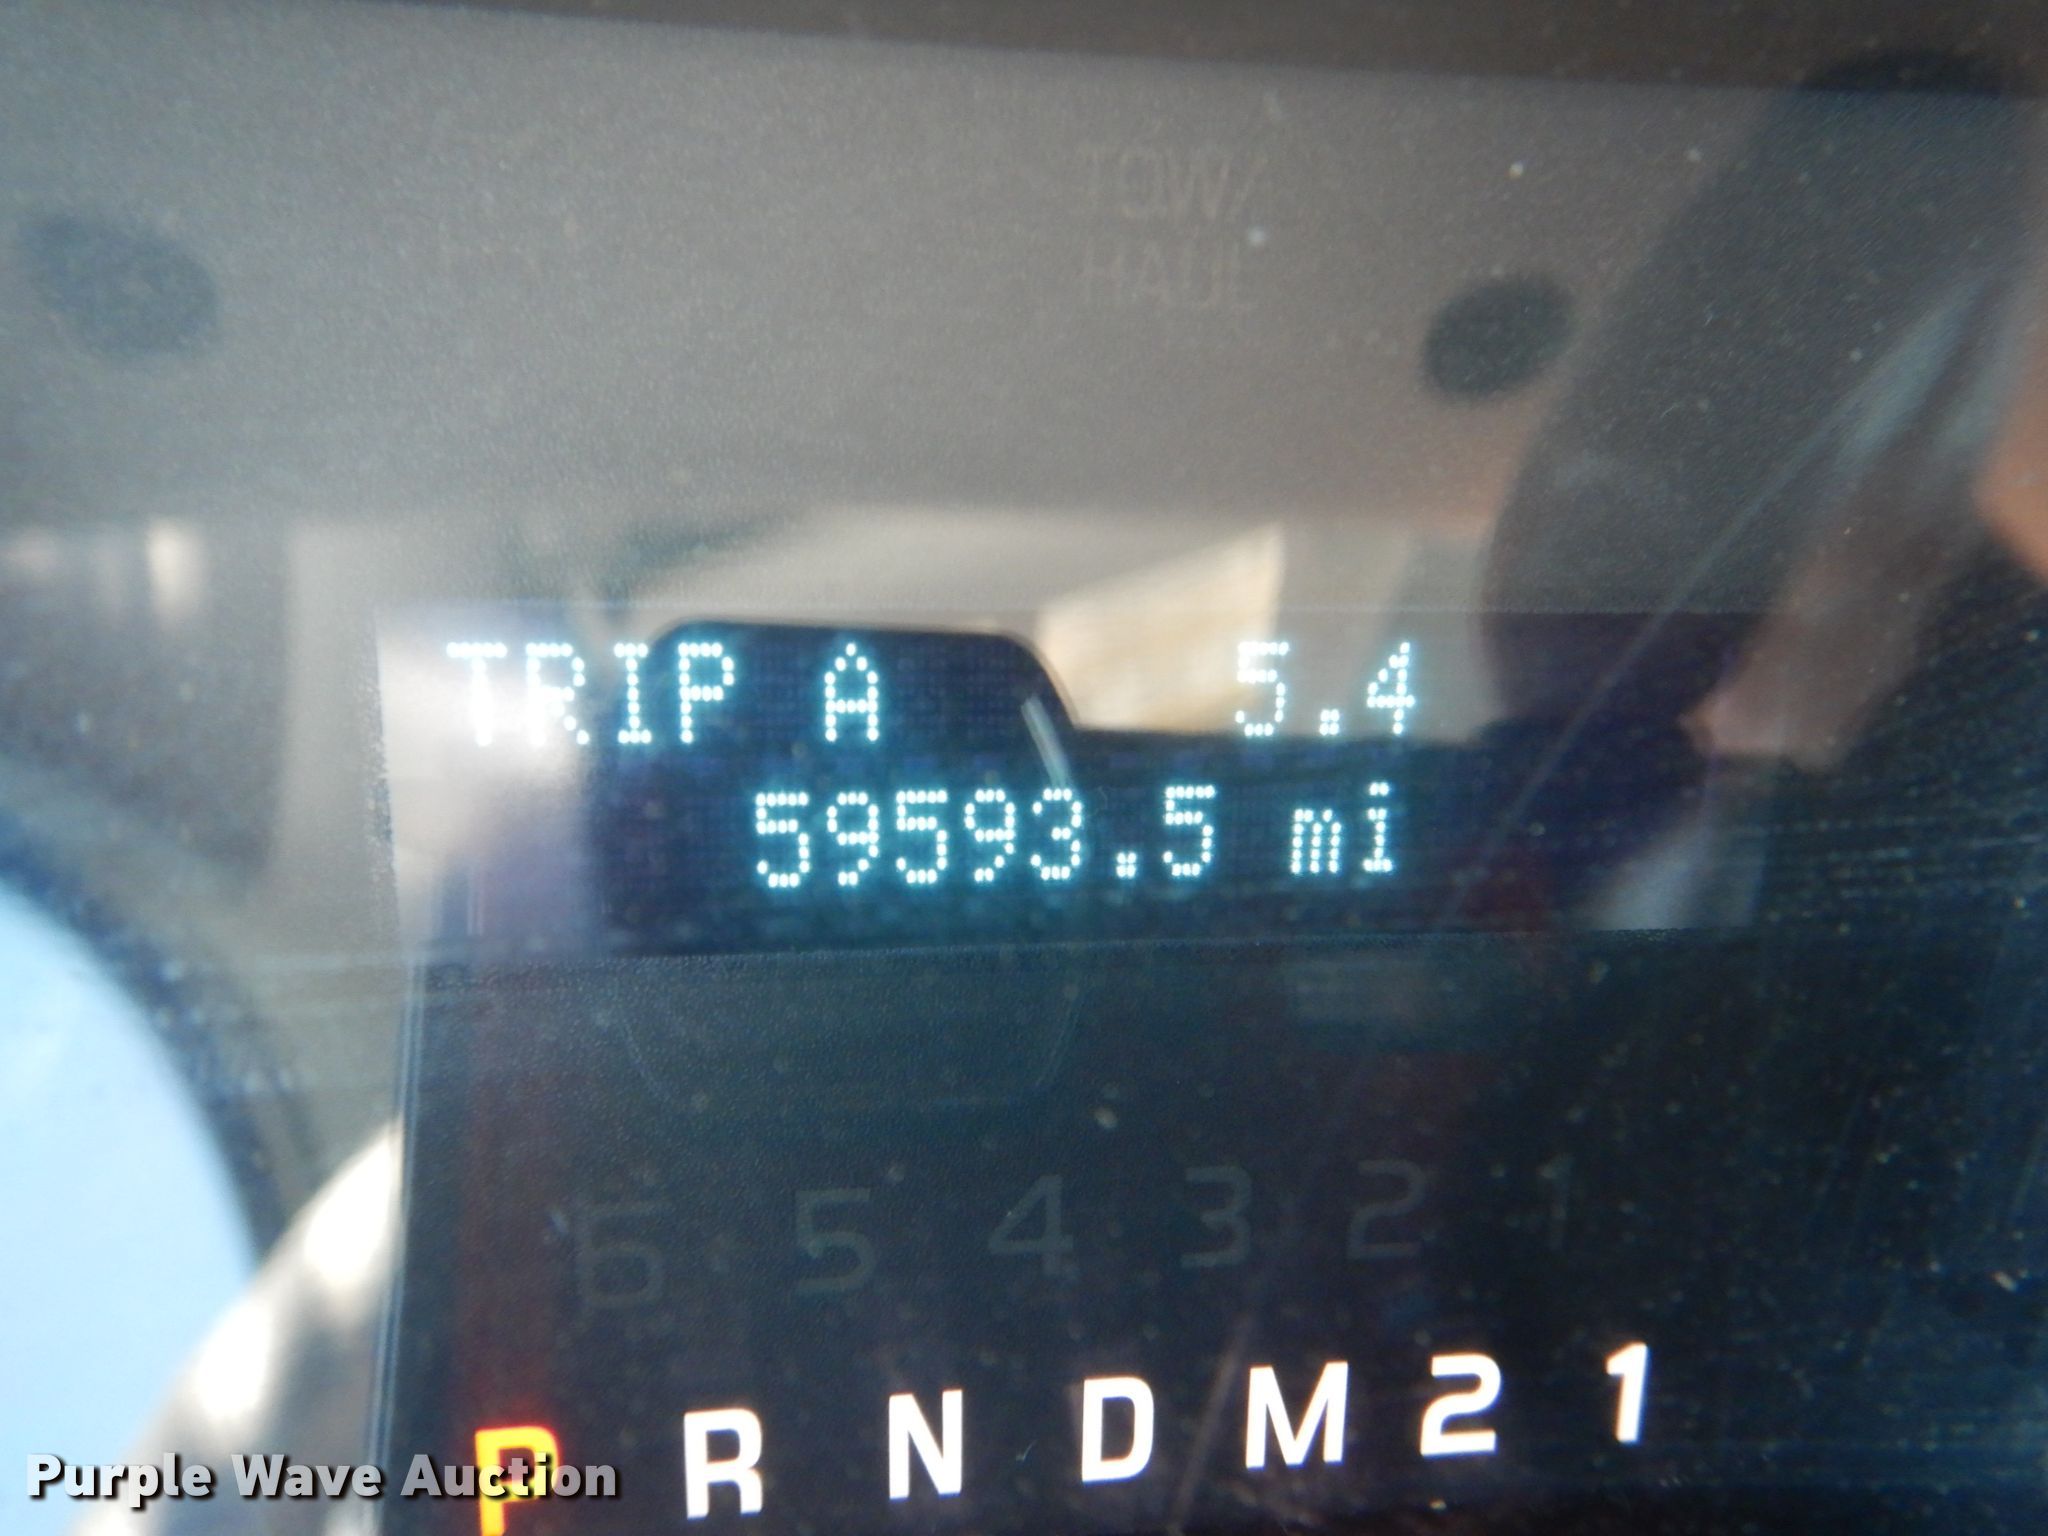 TOW/
HAUL
TRIP A 5.4
59593.5 mi
6 5 4 3 2 1
P R N D M 2 1
Purple Wave Auction